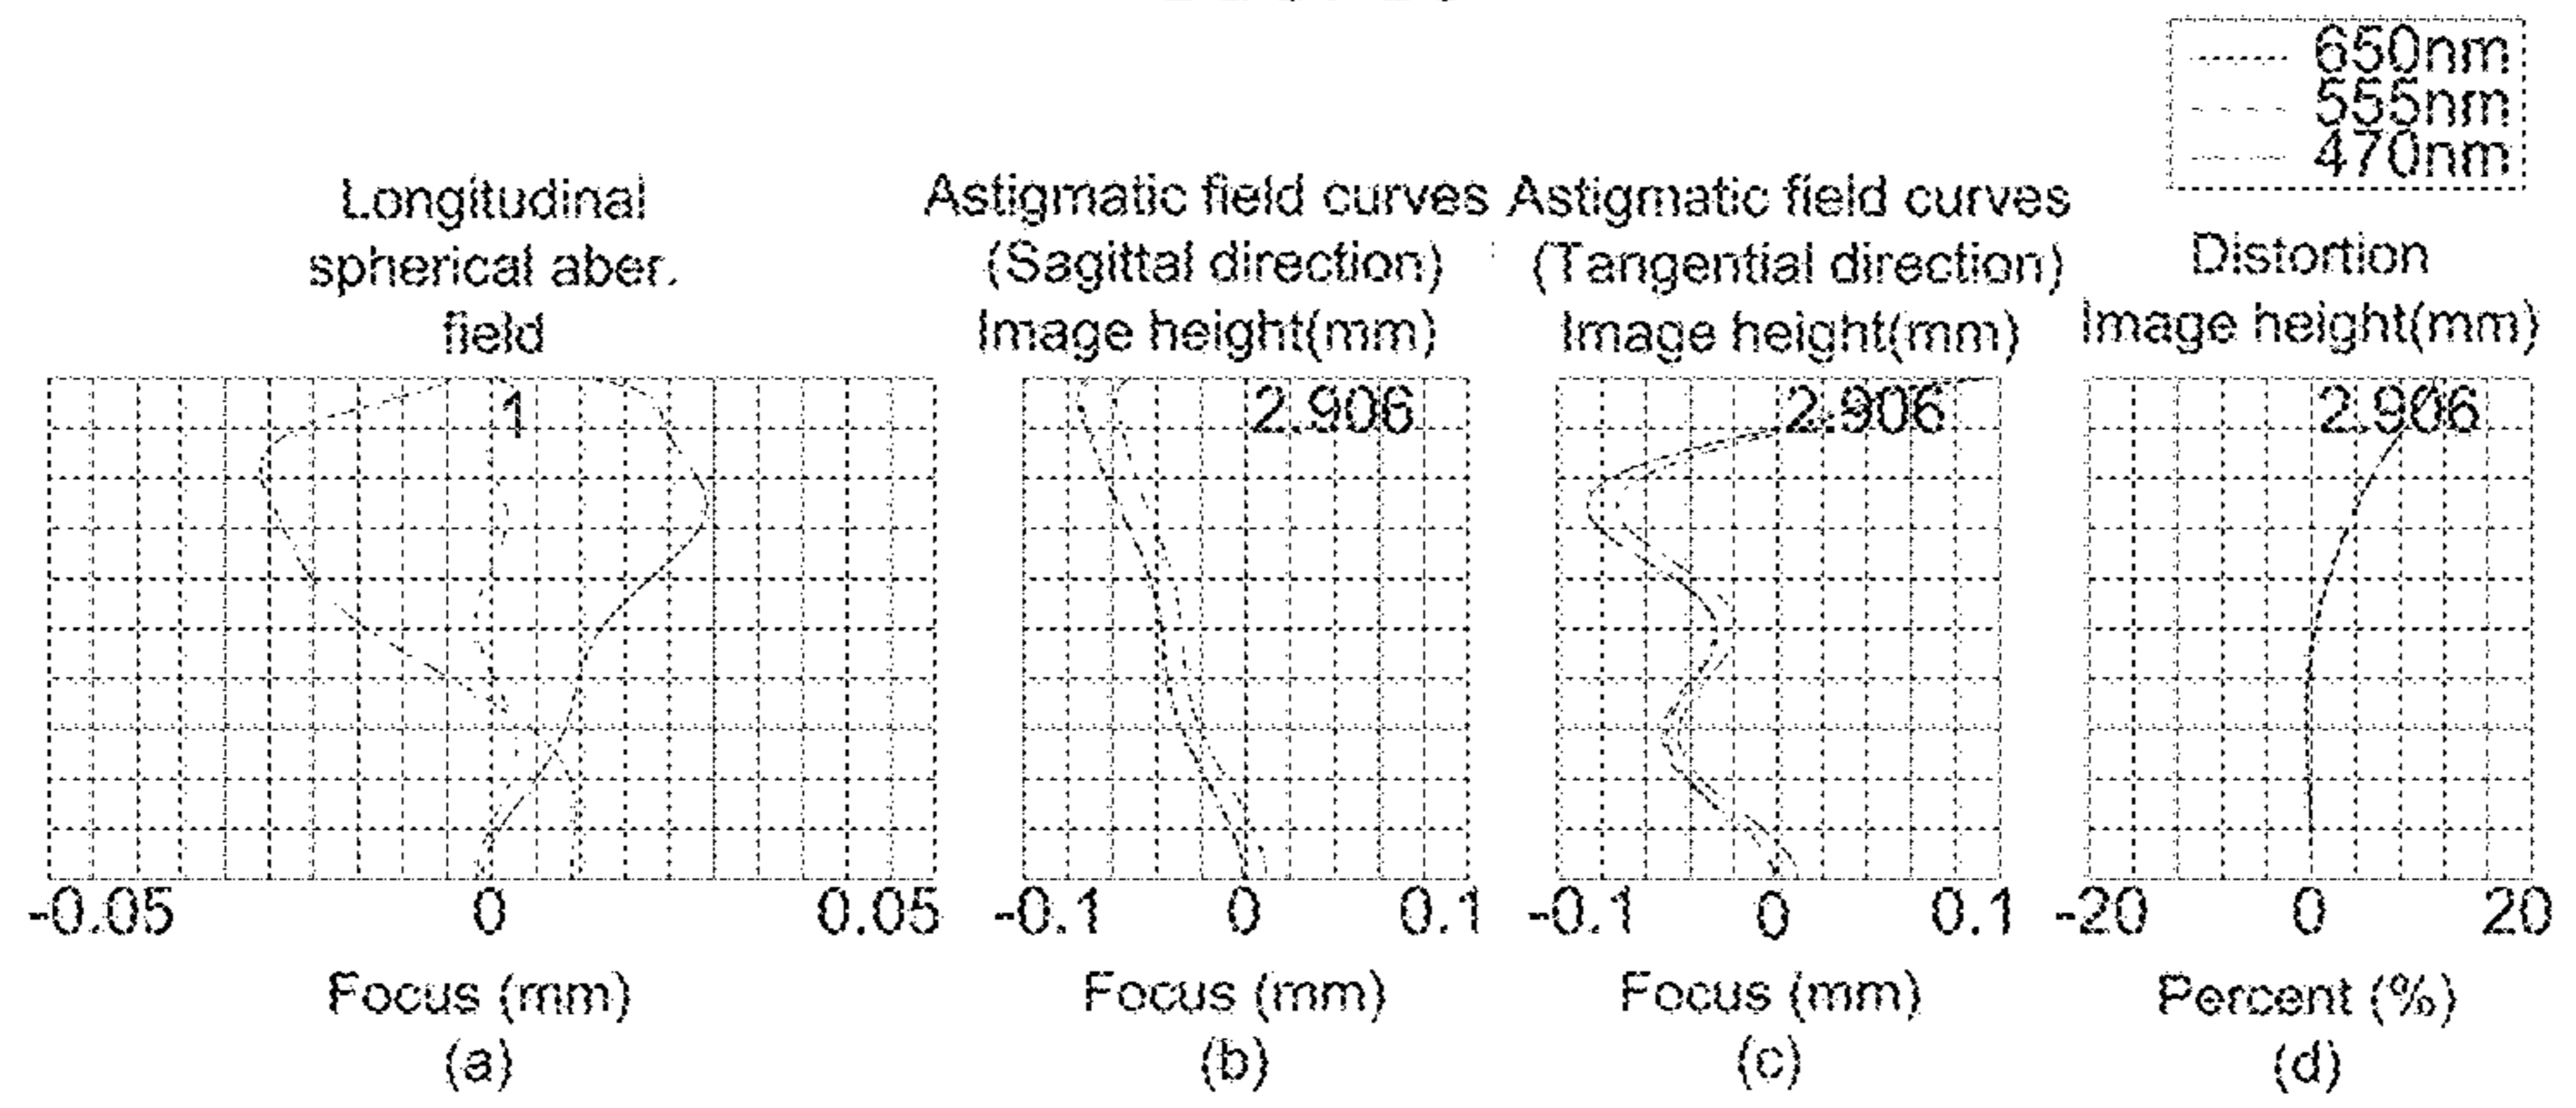 650nm
555nm
470nm
Longitudinal
spherical aber.
field
Astigmatic field curves
(Sagittal direction)
Image height(mm)
Astigmatic field curves
(Tangential direction)
Image height(mm)
Distortion
Image height(mm)
1
2.906
2.906
2.906
-0.05 0 0.05
-0.1 0 0.1
-0.1 0 0.1
-20 0 20
Focus (mm)
Focus (mm)
Focus (mm)
Percent (%)
(a)
(b)
(c)
(d)